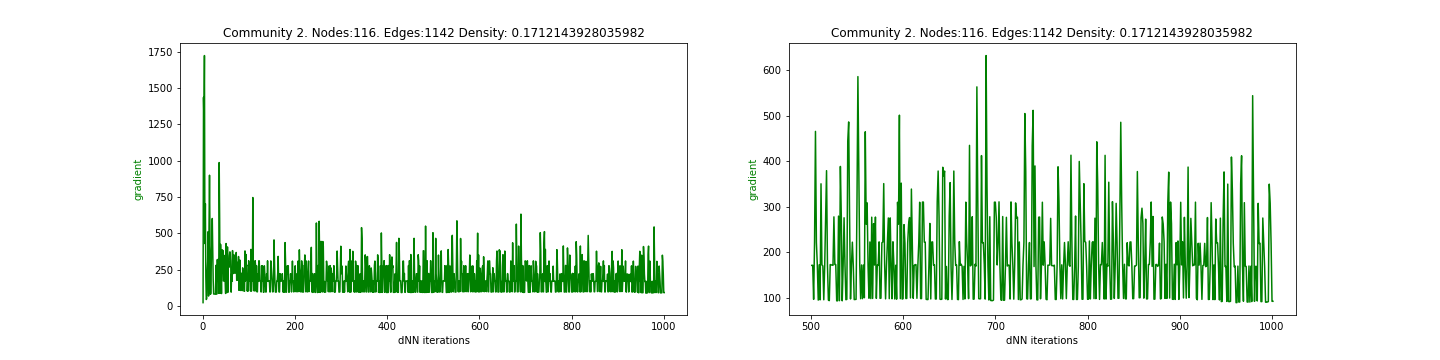 Community 2. Nodes:116. Edges:1142 Density: 0.1712143928035982
gradient
1750
1500
1250
1000
750
500
250
0
0 200 400 600 800 1000
dNN iterations
Community 2. Nodes:116. Edges:1142 Density: 0.1712143928035982
gradient
600
500
400
300
200
100
500 600 700 800 900 1000
dNN iterations